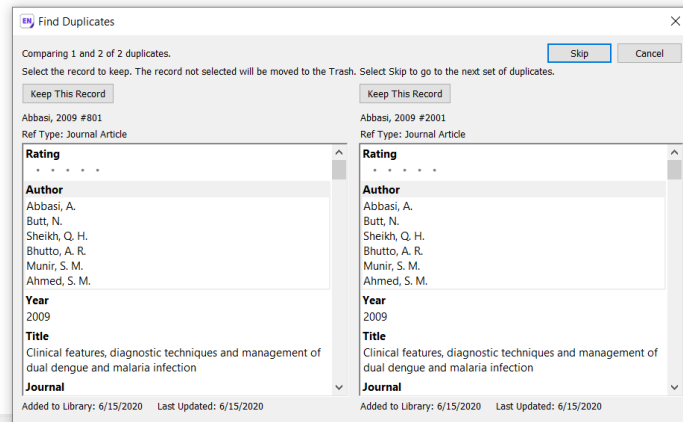 EN Find Duplicates
Comparing 1 and 2 of 2 duplicates.
Skip
Cancel
Select the record to keep. The record not selected will be moved to the Trash. Select Skip to go to the next set of duplicates.
Keep This Record
Abbasi, 2009 #801
Ref Type: Journal Article
Rating
Author
Abbasi, A.
Butt, N.
Sheikh, Q. H.
Bhutto, A. R.
Munir, S. M.
Ahmed, S. M.
Year
2009
Title
Clinical features, diagnostic techniques and management of
dual dengue and malaria infection
Journal
Added to Library: 6/15/2020 Last Updated: 6/15/2020
Keep This Record
Abbasi, 2009 #2001
Ref Type: Journal Article
Rating
Author
Abbasi, A.
Butt, N.
Sheikh, Q. H.
Bhutto, A. R.
Munir, S. M.
Ahmed, S. M.
Year
2009
Title
Clinical features, diagnostic techniques and management of
dual dengue and malaria infection
Journal
Added to Library: 6/15/2020 Last Updated: 6/15/2020